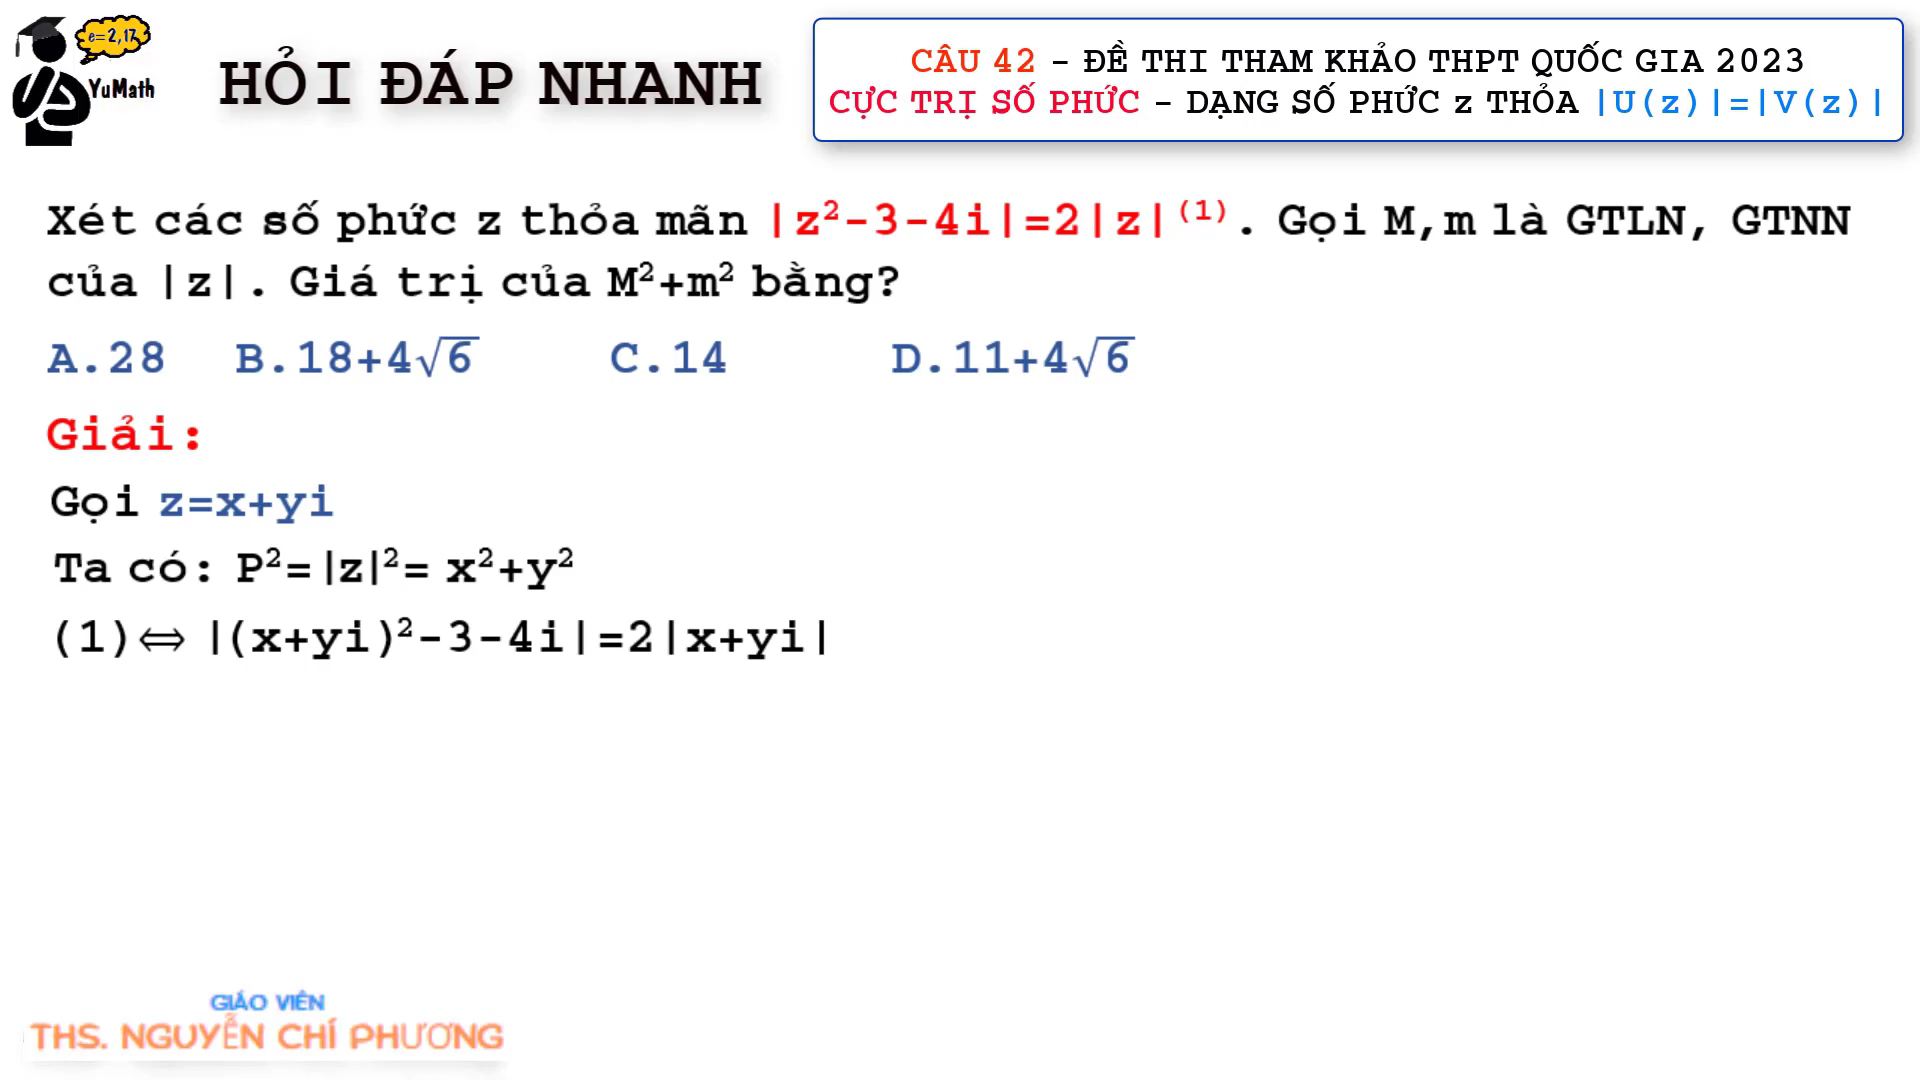 e=2,17
YuMath
HỎI ĐÁP NHANH
CÂU 42 - ĐỀ THI THAM KHẢO THPT QUỐC GIA 2023
CỰC TRỊ SỐ PHỨC - DẠNG SỐ PHỨC z THỎA |U(z)|=|V(z)|
Xét các số phức z thỏa mãn |z²-3-4i|=2|z|⁽¹⁾. Gọi M,m là GTLN, GTNN
của |z|. Giá trị của M²+m² bằng?
A.28 B.18+4√6 C.14 D.11+4√6
Giải:
Gọi z=x+yi
Ta có: P²=|z|²= x²+y²
(1)⇔ |(x+yi)²-3-4i|=2|x+yi|
GIÁO VIÊN
THS. NGUYỄN CHÍ PHƯƠNG